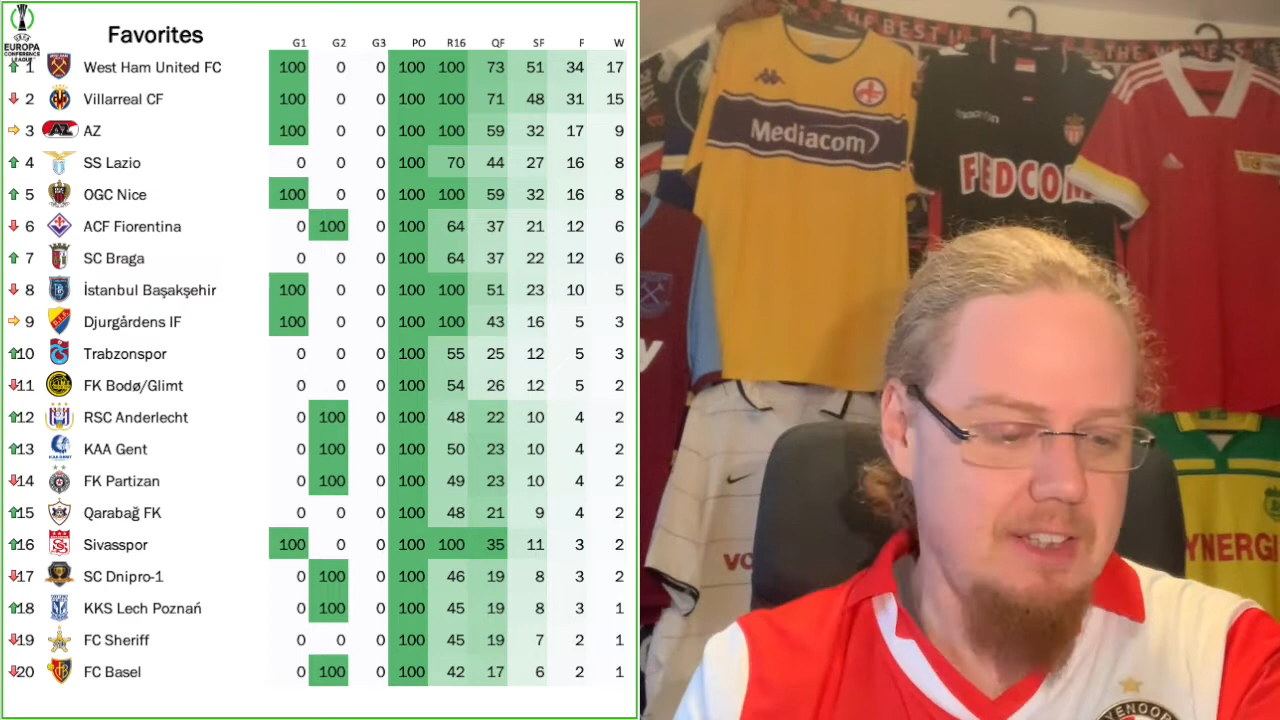 UEFA
EUROPA
CONFERENCE
LEAGUE
Favorites
G1 G2 G3 PO R16 QF SF F W
1 West Ham United FC 100 0 0 100 100 73 51 34 17
2 Villarreal CF 100 0 0 100 100 71 48 31 15
3 AZ AZ 100 0 0 100 100 59 32 17 9
4 SS Lazio 0 0 0 100 70 44 27 16 8
5 OGC Nice 100 0 0 100 100 59 32 16 8
6 ACF Fiorentina 0 100 0 100 64 37 21 12 6
7 SC Braga 0 0 0 100 64 37 22 12 6
8 İstanbul Başakşehir 100 0 0 100 100 51 23 10 5
9 Djurgårdens IF 100 0 0 100 100 43 16 5 3
10 Trabzonspor 0 0 0 100 55 25 12 5 3
11 FK Bodø/Glimt 0 0 0 100 54 26 12 5 2
12 RSC Anderlecht 0 100 0 100 48 22 10 4 2
13 KAA Gent 0 100 0 100 50 23 10 4 2
14 FK Partizan 0 100 0 100 49 23 10 4 2
15 Qarabağ FK 0 0 0 100 48 21 9 4 2
16 Sivasspor 100 0 0 100 100 35 11 3 2
17 SC Dnipro-1 0 100 0 100 46 19 8 3 2
18 KKS Lech Poznań 0 100 0 100 45 19 8 3 1
19 FC Sheriff 0 0 0 100 45 19 7 2 1
20 FC Basel 0 100 0 100 42 17 6 2 1
THE BEST
THE WINNERS
Mediacom
FEDCOM
YNERGI